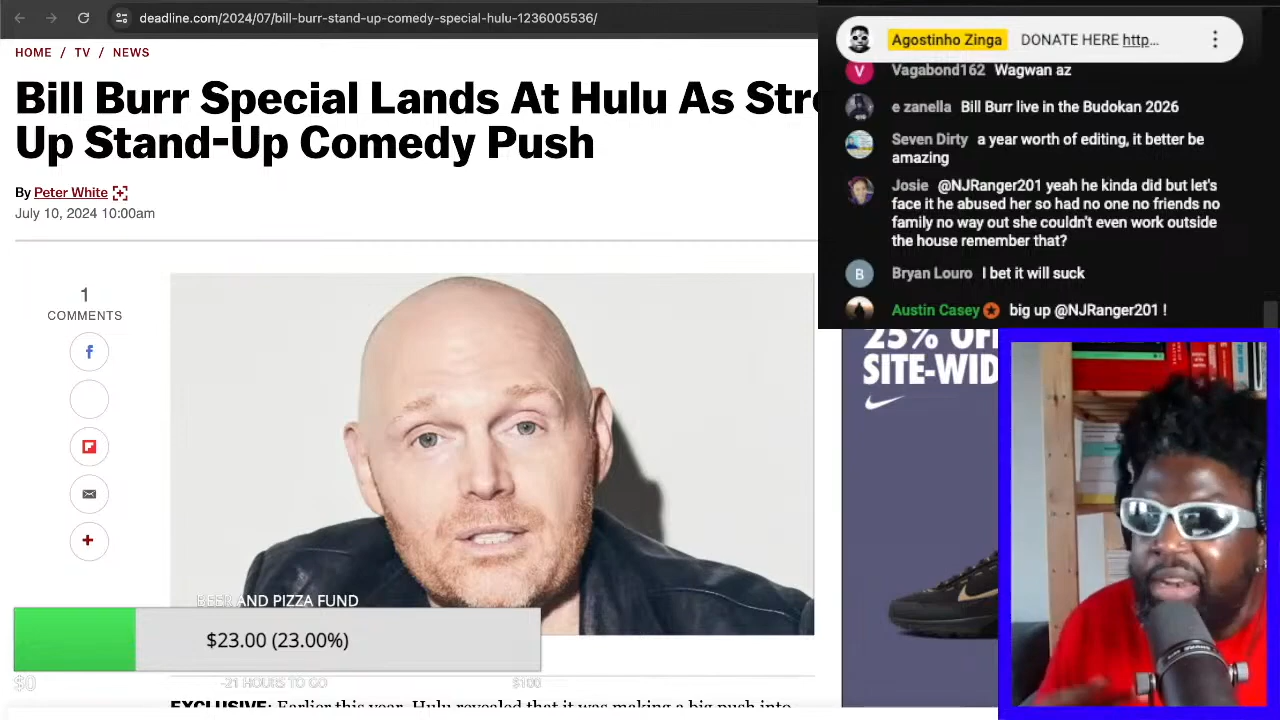 deadline.com/2024/07/bill-burr-stand-up-comedy-special-hulu-1236005536/
HOME / TV / NEWS
Bill Burr Special Lands At Hulu As Stre
Up Stand-Up Comedy Push
By Peter White
July 10, 2024 10:00am
1
COMMENTS
BEER AND PIZZA FUND
$23.00 (23.00%)
$0
-21 HOURS TO GO
$100
EXCLUSIVE: Earlier this year, Hulu revealed that it was making a big push into
Agostinho Zinga DONATE HERE http...
Vagabond162 Wagwan az
e zanella Bill Burr live in the Budokan 2026
Seven Dirty a year worth of editing, it better be
amazing
Josie @NJRanger201 yeah he kinda did but let's
face it he abused her so had no one no friends no
family no way out she couldn't even work outside
the house remember that?
B Bryan Louro I bet it will suck
Austin Casey big up @NJRanger201 !
25% OF
SITE-WID